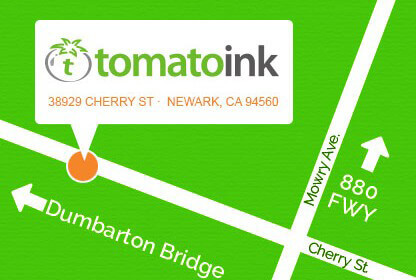 t tomatoink
38929 CHERRY ST · NEWARK, CA 94560
Mowry Ave.
880
FWY
Dumbarton Bridge
Cherry St